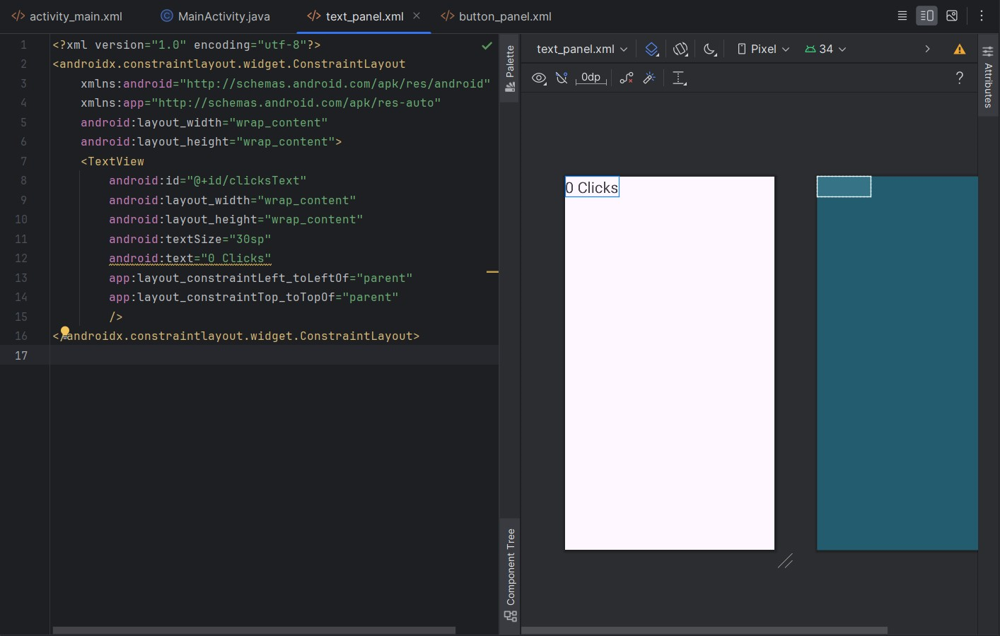 activity_main.xml MainActivity.java text_panel.xml button_panel.xml
1 <?xml version="1.0" encoding="utf-8"?>
2 <androidx.constraintlayout.widget.ConstraintLayout
3 xmlns:android="http://schemas.android.com/apk/res/android"
4 xmlns:app="http://schemas.android.com/apk/res-auto"
5 android:layout_width="wrap_content"
6 android:layout_height="wrap_content">
7 <TextView
8 android:id="@+id/clicksText"
9 android:layout_width="wrap_content"
10 android:layout_height="wrap_content"
11 android:textSize="30sp"
12 android:text="0 Clicks"
13 app:layout_constraintLeft_toLeftOf="parent"
14 app:layout_constraintTop_toTopOf="parent"
15 />
16 </androidx.constraintlayout.widget.ConstraintLayout>
17
Palette
Component Tree
text_panel.xml Pixel 34
0dp ?
0 Clicks
Attributes